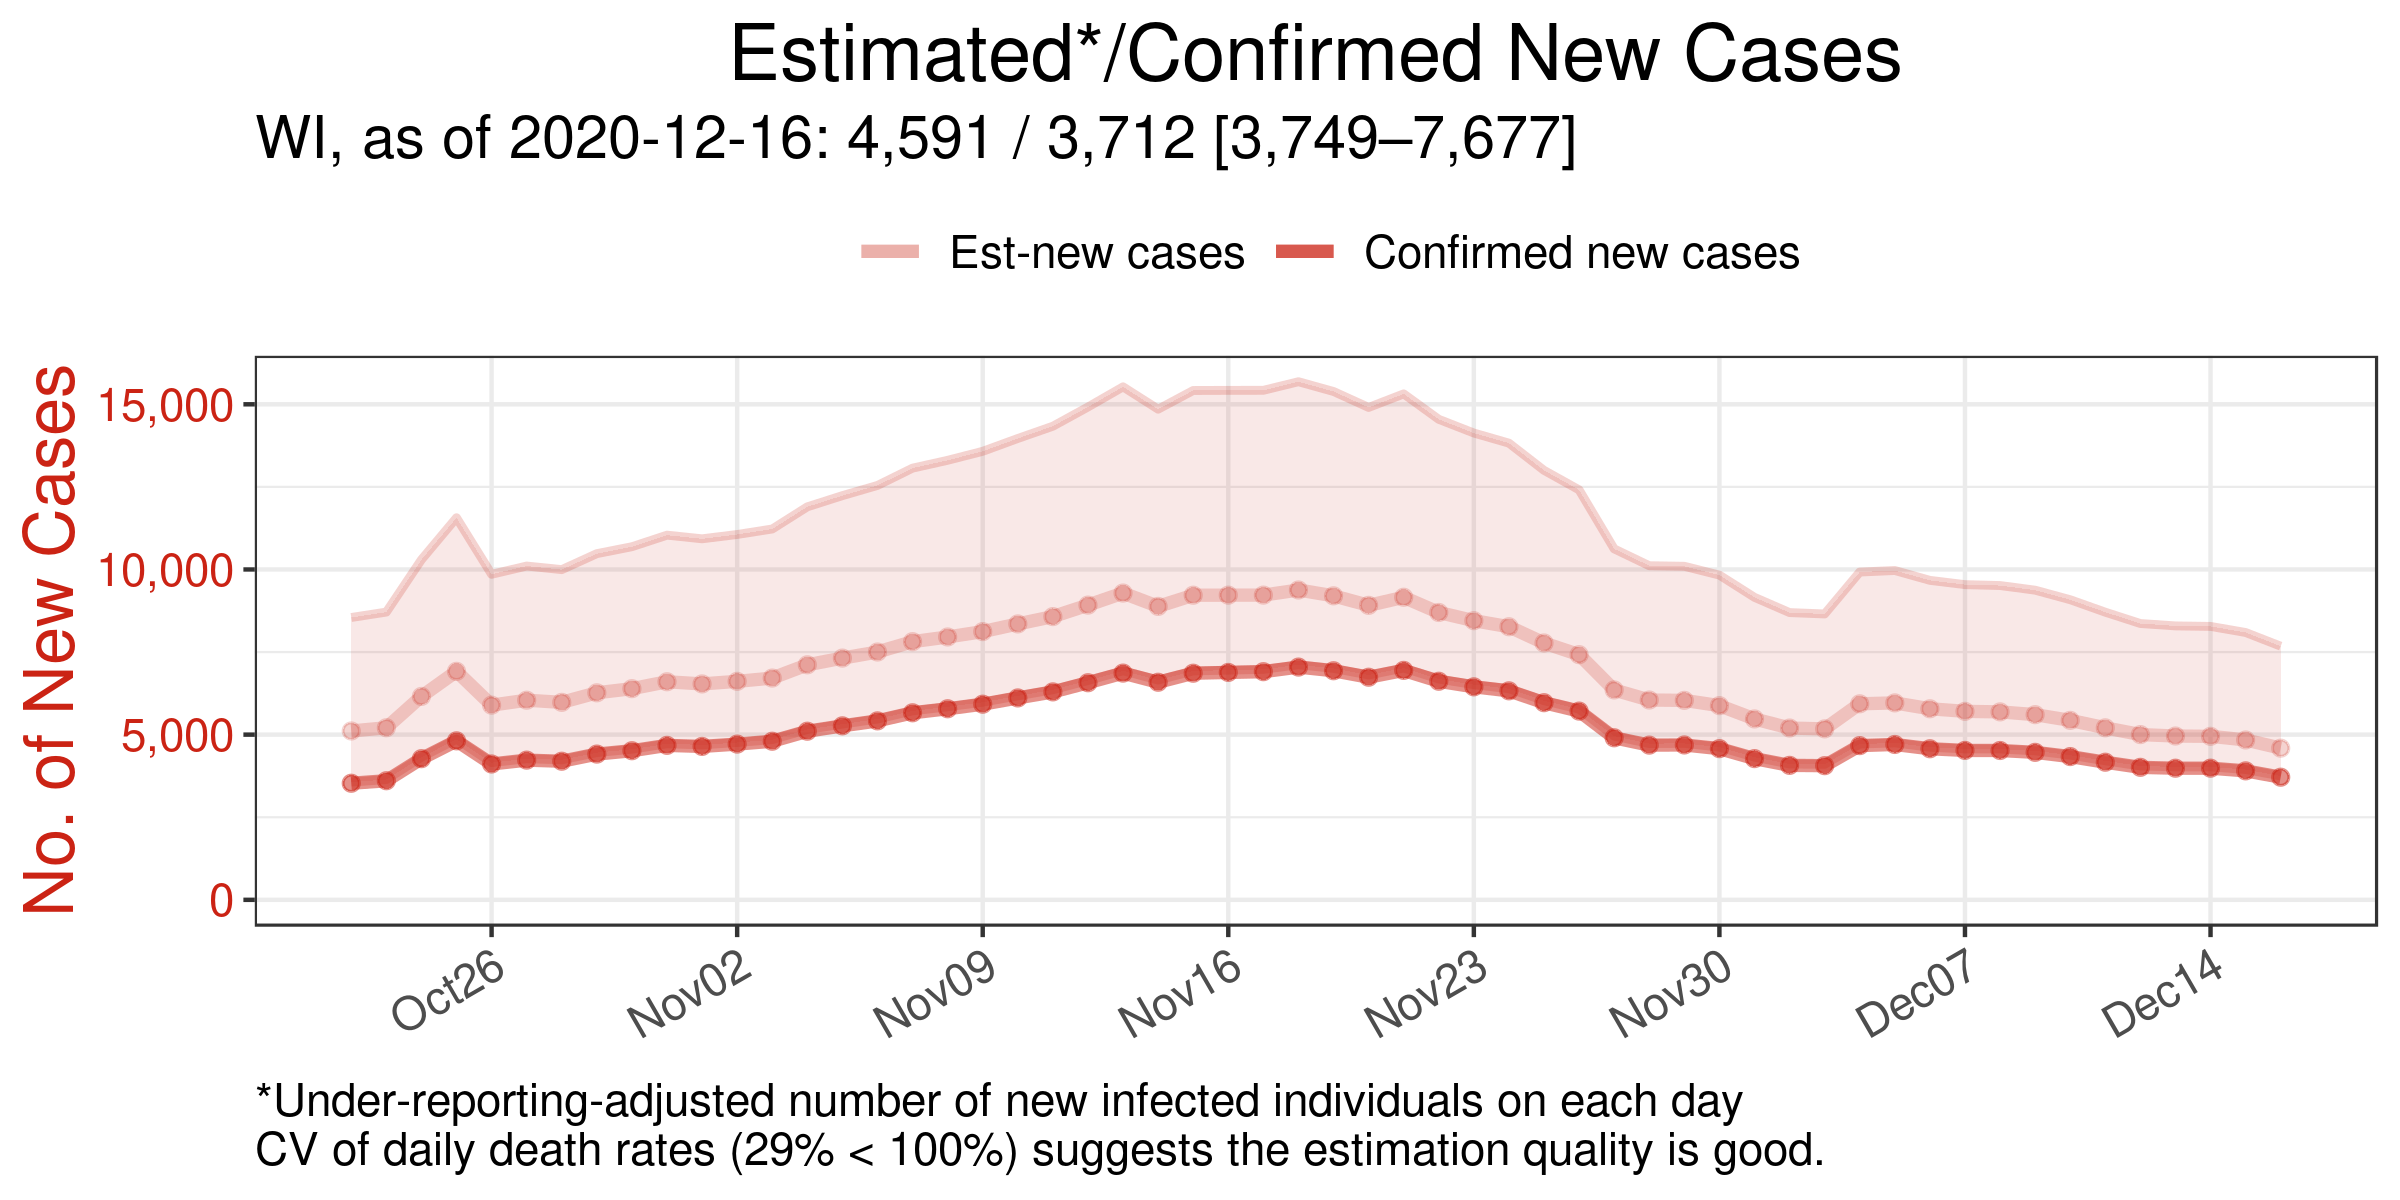 Estimated*/Confirmed New Cases
WI, as of 2020-12-16: 4,591 / 3,712 [3,749–7,677]
Est-new cases
Confirmed new cases
No. of New Cases
15,000
10,000
5,000
0
Oct26
Nov02
Nov09
Nov16
Nov23
Nov30
Dec07
Dec14
*Under-reporting-adjusted number of new infected individuals on each day
CV of daily death rates (29% < 100%) suggests the estimation quality is good.